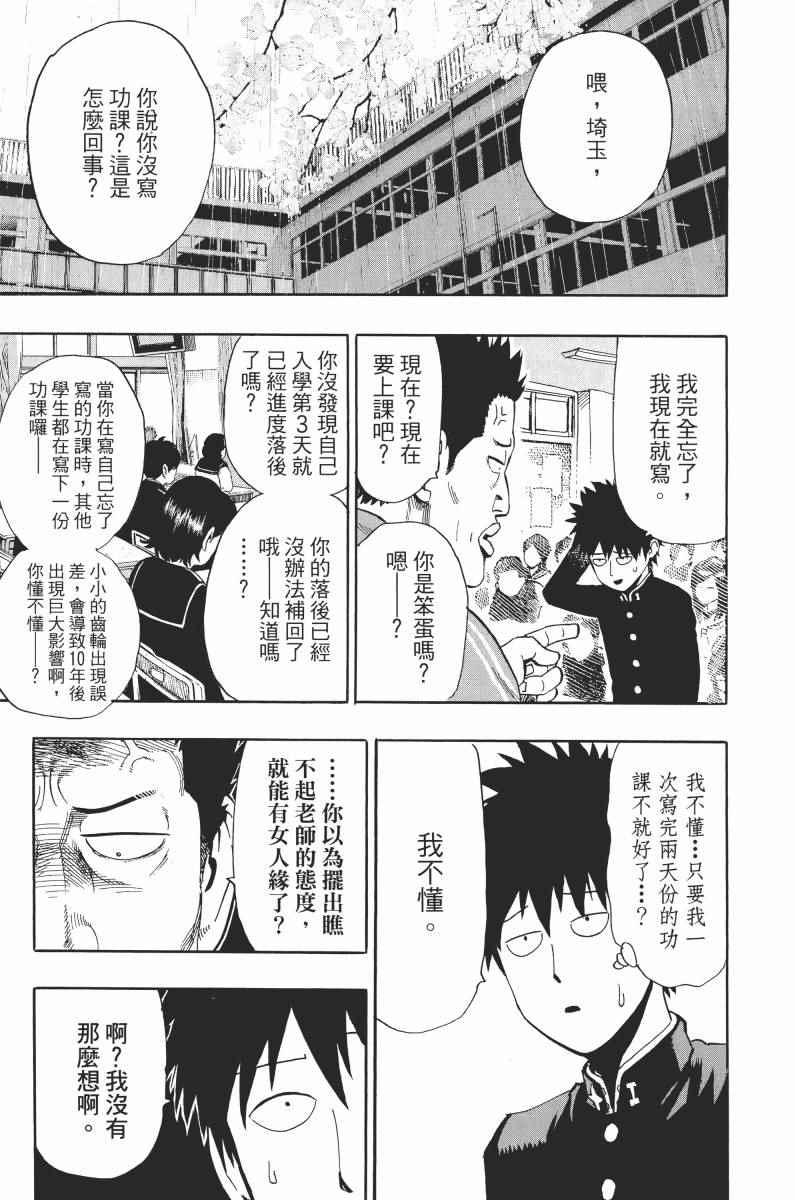 喂，埼玉，
你說你沒寫
功課？這是
怎麼回事？
我完全忘了，
我現在就寫。
現在？現在
要上課吧？
你是笨蛋嗎？
嗯——？
你沒發現自己
入學第3天就
已經進度落後
了嗎？
你的落後已經
沒辦法補回了
哦——知道嗎
……？
當你在寫自己忘了
寫的功課時，其他
學生都在寫下一份
功課囉——
小小的齒輪出現誤
差，會導致10年後
出現巨大影響啊，
你懂不懂——？
我不懂…只要我一
次寫完兩天份的功
課不就好了…？
我不懂。
……你以為擺出瞧
不起老師的態度，
就能有女人緣了？
啊？我沒有
那麼想啊。